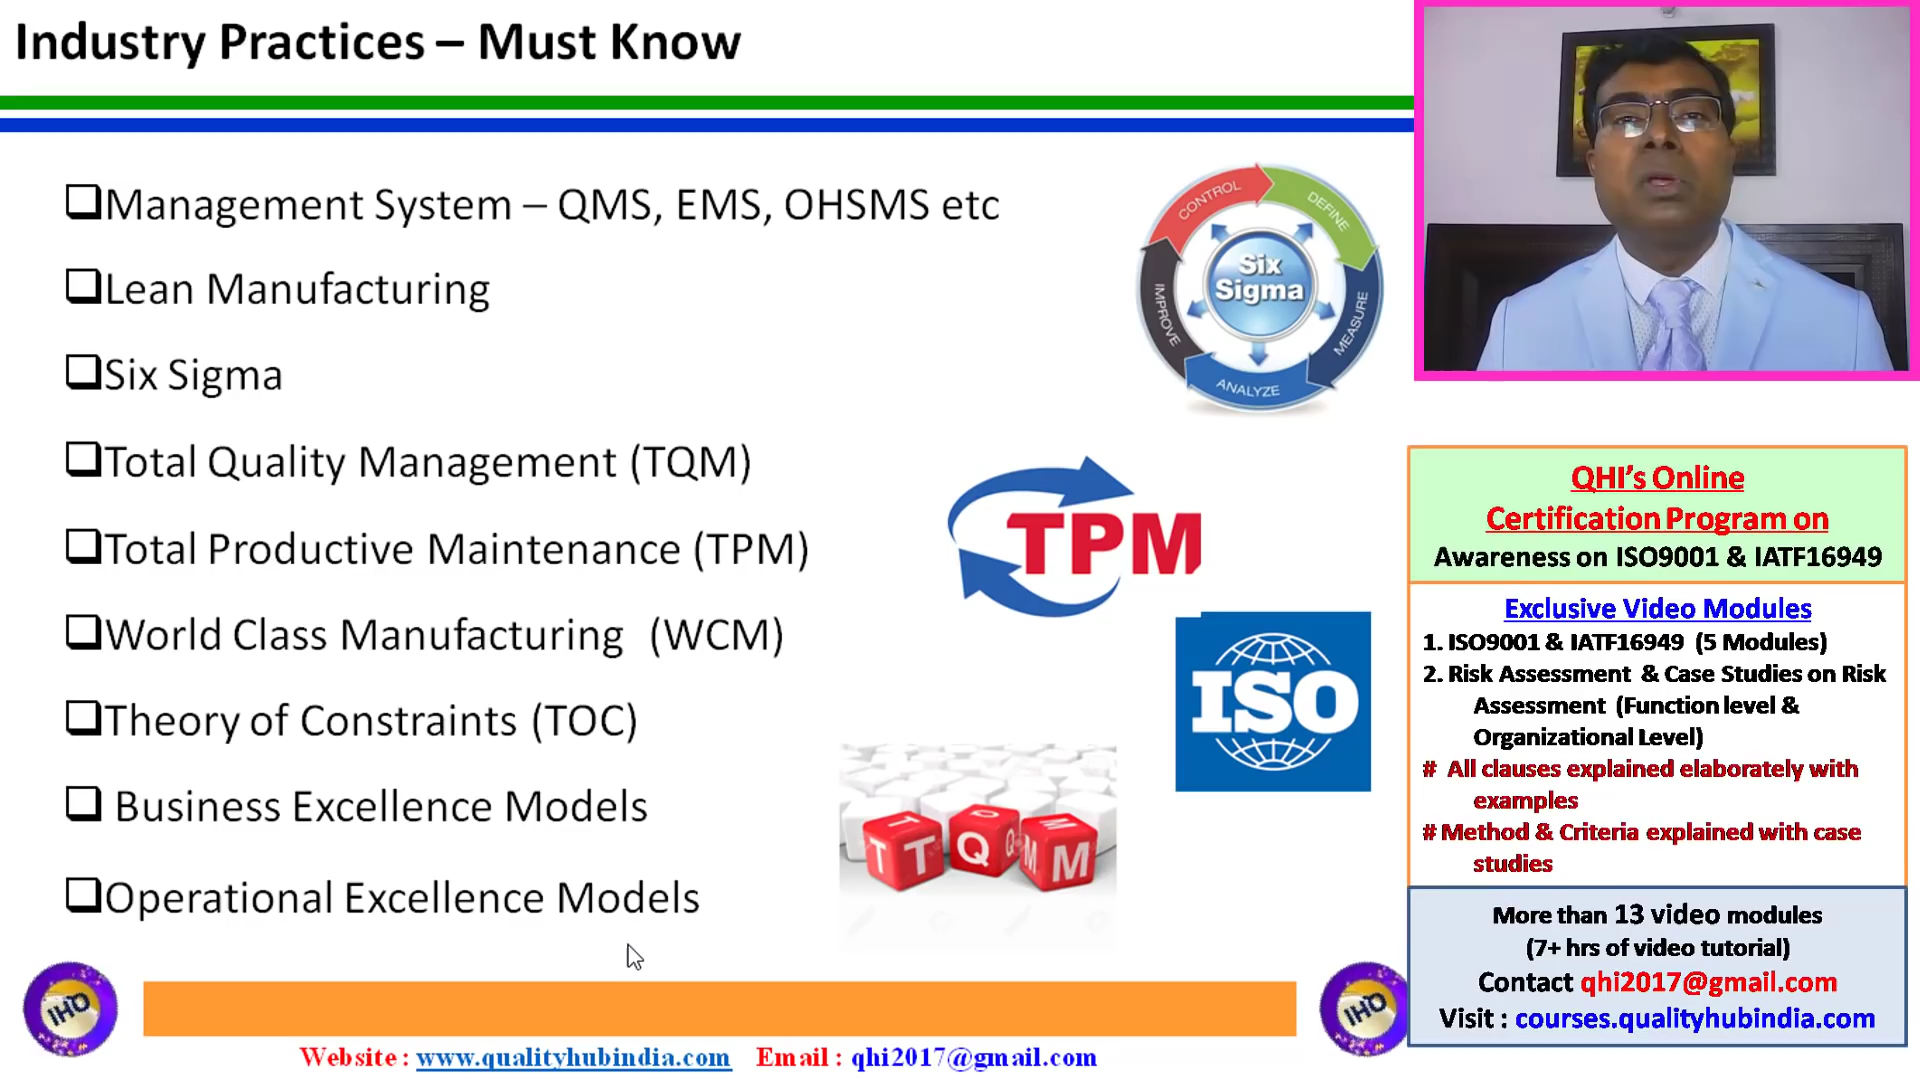 Industry Practices – Must Know
Management System – QMS, EMS, OHSMS etc
Lean Manufacturing
Six Sigma
Total Quality Management (TQM)
Total Productive Maintenance (TPM)
World Class Manufacturing (WCM)
Theory of Constraints (TOC)
Business Excellence Models
Operational Excellence Models
CONTROL
DEFINE
MEASURE
ANALYZE
IMPROVE
Six
Sigma
TPM
ISO
T T Q Q M M
QHI’s Online
Certification Program on
Awareness on ISO9001 & IATF16949
Exclusive Video Modules
1. ISO9001 & IATF16949 (5 Modules)
2. Risk Assessment & Case Studies on Risk
Assessment (Function level &
Organizational Level)
# All clauses explained elaborately with
examples
# Method & Criteria explained with case
studies
More than 13 video modules
(7+ hrs of video tutorial)
Contact qhi2017@gmail.com
Visit : courses.qualityhubindia.com
Website : www.qualityhubindia.com Email : qhi2017@gmail.com